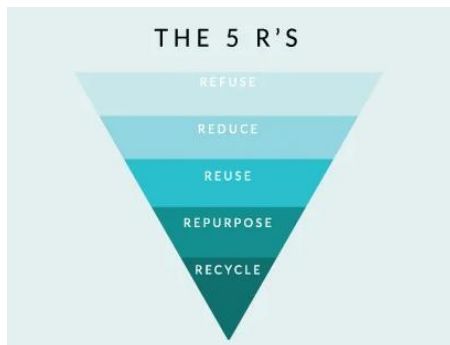 THE 5 R'S
REFUSE
REDUCE
REUSE
REPURPOSE
RECYCLE